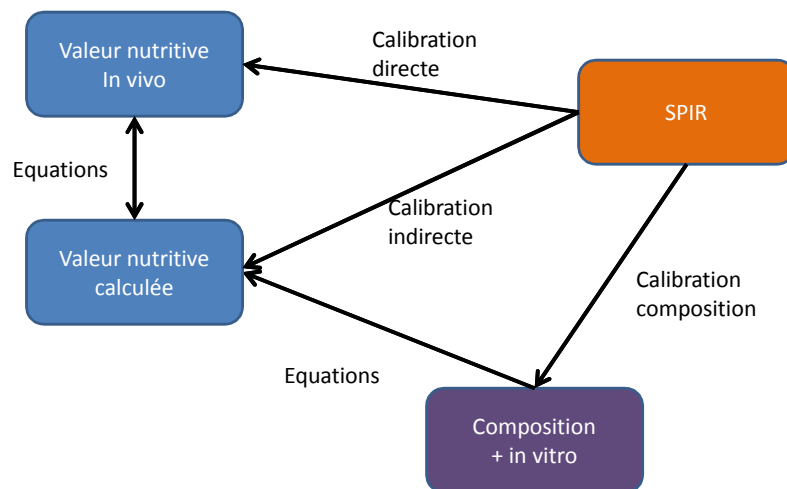 Valeur nutritive
In vivo
Calibration
directe
SPIR
Equations
Calibration
indirecte
Valeur nutritive
calculée
Calibration
composition
Equations
Composition
+ in vitro